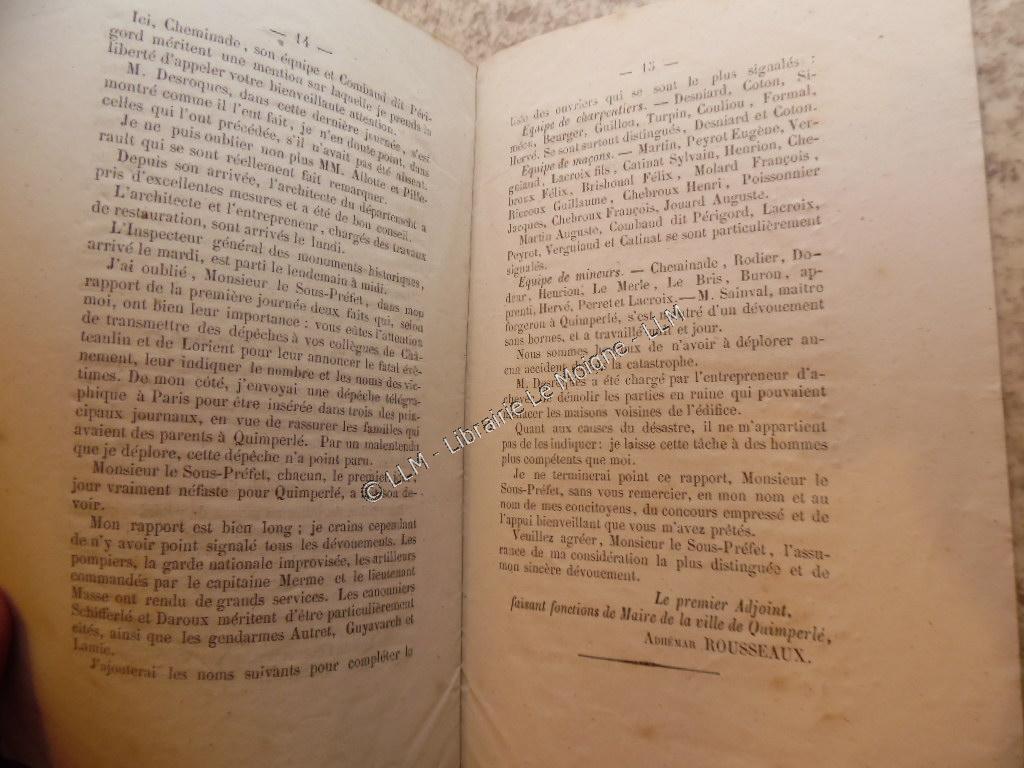 — 14 —
Ici, Cheminade, son équipe et Combaud dit Péri-
gord méritent une mention sur laquelle je prends la
liberté d'appeler votre bienveillante attention.
M. Desroques, dans cette dernière journée, s'est
montré comme il l'eut fait, je n'en doute point, dans
celles qui l'ont précédée, s'il n'avait pas été absent.
Je ne puis oublier non plus MM. Allotte et Pitté-
rault qui se sont réellement fait remarquer.
Depuis son arrivée, l'architecte du département a
pris d'excellentes mesures et a été de bon conseil.
L'architecte et l'entrepreneur, chargés des travaux
de restauration, sont arrivés le lundi.
L'Inspecteur général des monuments historiques,
arrivé le mardi, est parti le lendemain à midi.
J'ai oublié, Monsieur le Sous-Préfet, dans mon
rapport de la première journée deux faits qui, selon
moi, ont bien leur importance : vous eûtes l'attention
de transmettre des dépêches à vos collègues de Châ-
teaulin et de Lorient pour leur annoncer le fatal évé-
nement, leur indiquer le nombre et les noms des vic-
times. De mon côté, j'envoyai une dépêche télégra-
phique à Paris pour être insérée dans trois des prin-
cipaux journaux, en vue de rassurer les familles qui
avaient des parents à Quimperlé. Par un malentendu
que je déplore, cette dépêche n'a point paru.
Monsieur le Sous-Préfet, chacun, le premier
jour vraiment néfaste pour Quimperlé, a son de-
voir.
Mon rapport est bien long ; je crains cependant
de n'y avoir point signalé tous les dévouements. Les
pompiers, la garde nationale improvisée, les artilleurs
commandés par le capitaine Merme et le lieutenant
Masse ont rendu de grands services. Les canonniers
Schifferlé et Daroux méritent d'être particulièrement
cités, ainsi que les gendarmes Autret, Guyavarch et
Lamie.
J'ajouterai les noms suivants pour compléter la
— 15 —
liste des ouvriers qui se sont le plus signalés :
Équipe de charpentiers. — Desniard, Coton, Si-
méon, Beurger, Guillou, Turpin, Couliou, Formal,
Hervé. Se sont surtout distingués, Desniard et Coton.
Équipe de maçons. — Martin, Peyrot Eugène, Ver-
guiaud, Lacroix fils, Catinat Sylvain, Henrion, Che-
broux Félix, Brishoual Félix, Molard François,
Riccoux Guillaume, Chebroux Henri, Poissonnier
Jacques, Chebroux François, Jouard Auguste.
Martin Auguste, Combaud dit Périgord, Lacroix,
Peyrot, Verguiaud et Catinat se sont particulièrement
signalés.
Équipe de mineurs. — Cheminade, Rodier, Do-
deur, Henrion, Le Merle, Le Bris, Buron, ap-
prenti, Hervé, Perret et Lacroix. — M. Sainval, maître
forgeron à Quimperlé, s'est montré d'un dévouement
sans bornes, et a travaillé nuit et jour.
Nous sommes heureux de n'avoir à déplorer au-
cun accident depuis la catastrophe.
M. Desroques a été chargé par l'entrepreneur d'a-
chever de démolir les parties en ruine qui pouvaient
menacer les maisons voisines de l'édifice.
Quant aux causes du désastre, il ne m'appartient
pas de les indiquer : je laisse cette tâche à des hommes
plus compétents que moi.
Je ne terminerai point ce rapport, Monsieur le
Sous-Préfet, sans vous remercier, en mon nom et au
nom de mes concitoyens, du concours empressé et de
l'appui bienveillant que vous m'avez prêtés.
Veuillez agréer, Monsieur le Sous-Préfet, l'assu-
rance de ma considération la plus distinguée et de
mon sincère dévouement.
Le premier Adjoint,
faisant fonctions de Maire de la ville de Quimperlé,
Adhémar ROUSSEAUX.
© LLM - Librairie Le Moigne - LLM